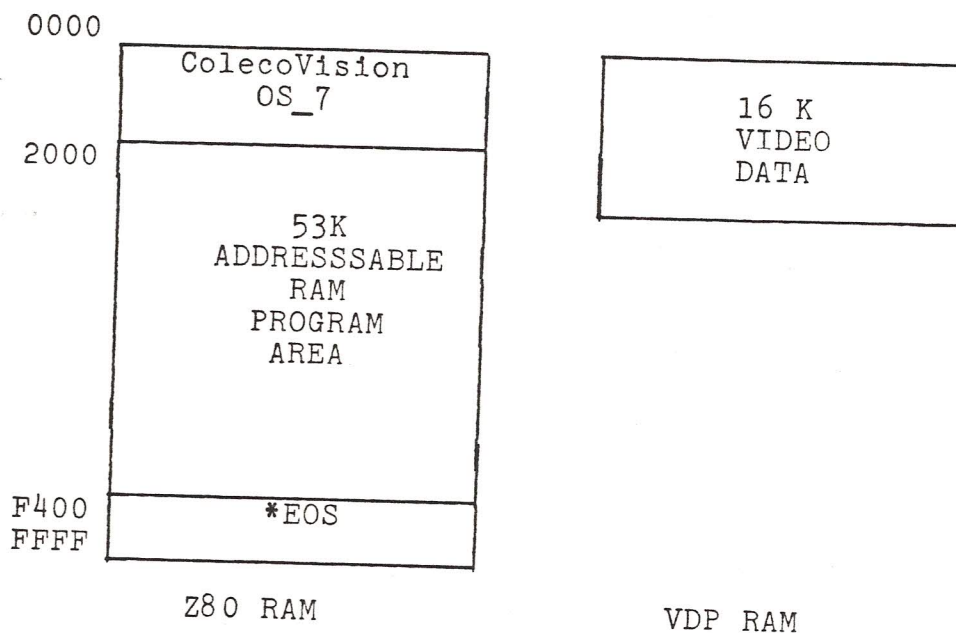 0000
ColecoVision
OS_7
2000
53K
ADDRESSSABLE
RAM
PROGRAM
AREA
F400
*EOS
FFFF
Z80 RAM
16 K
VIDEO
DATA
VDP RAM